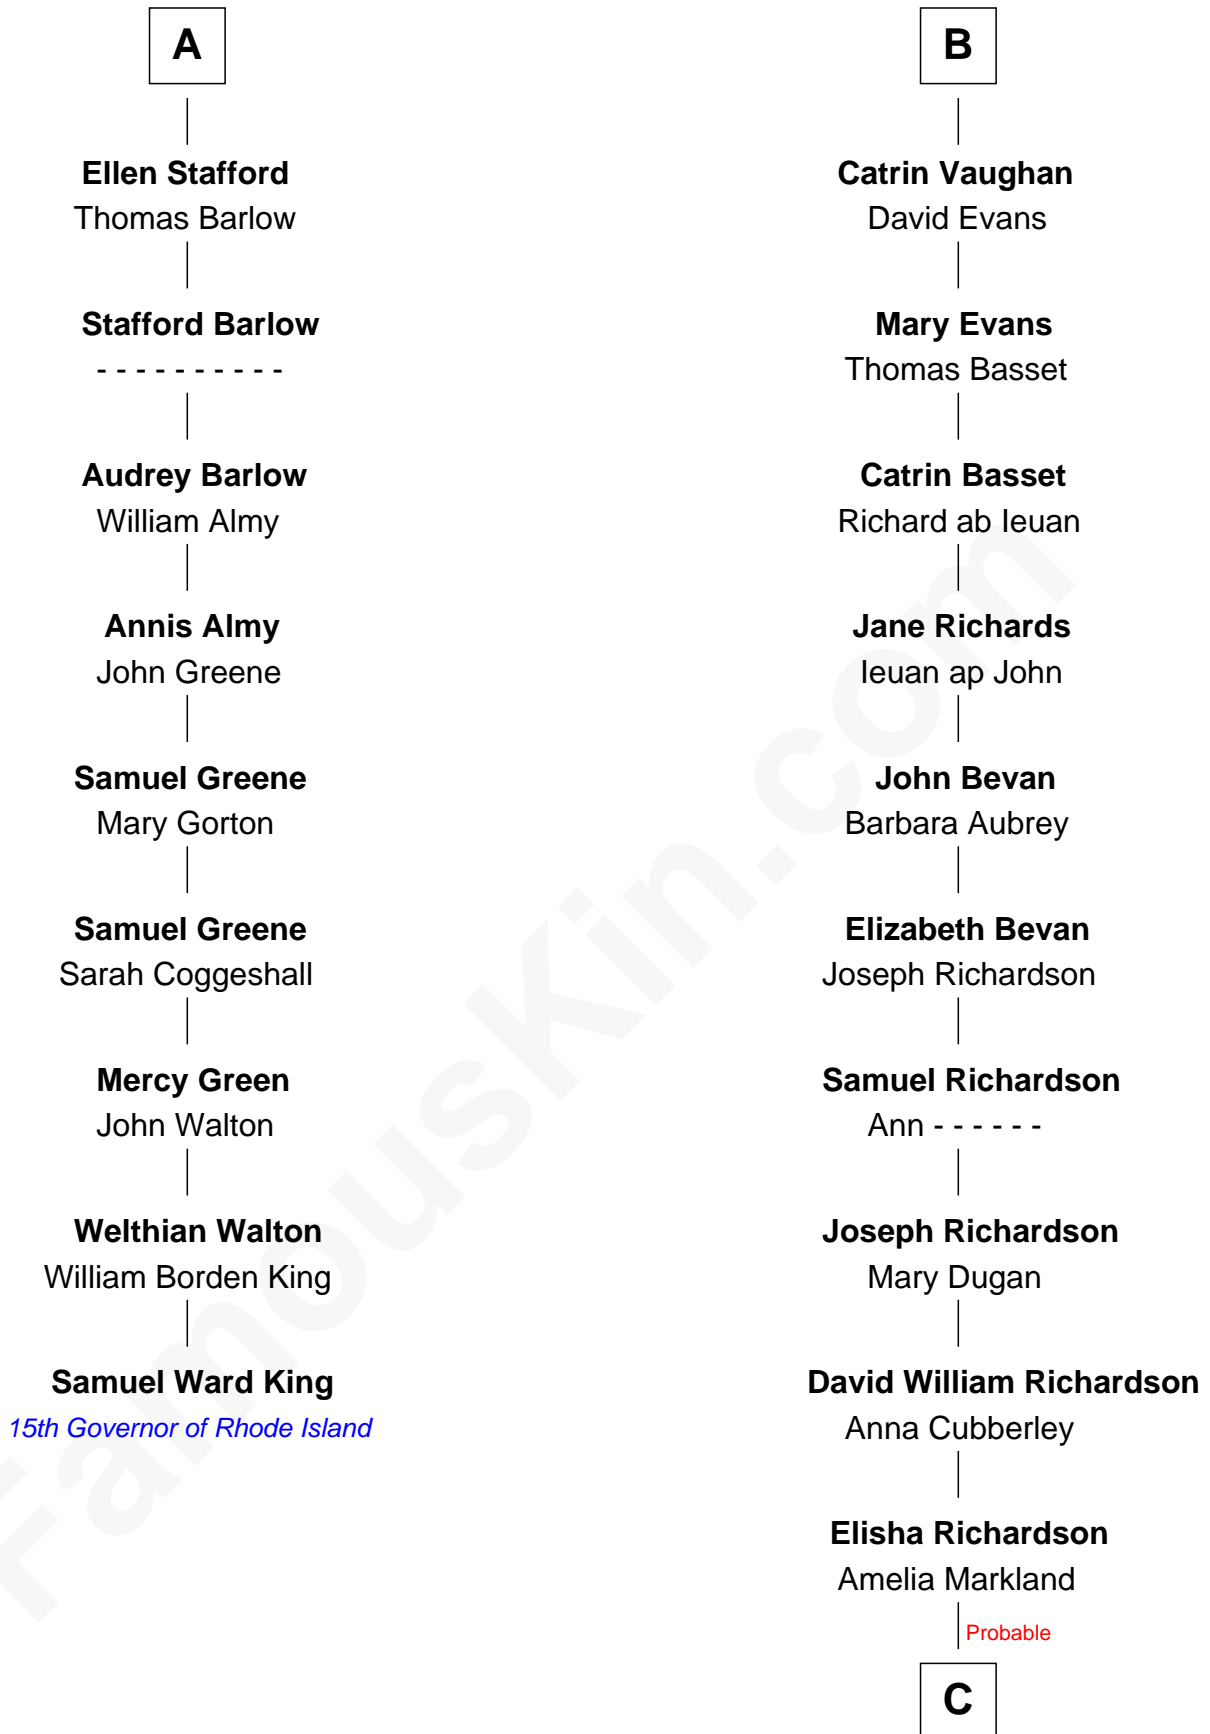 A
Ellen Stafford
Thomas Barlow
Stafford Barlow
- - - - - - - - - -
Audrey Barlow
William Almy
Annis Almy
John Greene
Samuel Greene
Mary Gorton
Samuel Greene
Sarah Coggeshall
Mercy Green
John Walton
Welthian Walton
William Borden King
Samuel Ward King
15th Governor of Rhode Island
B
Catrin Vaughan
David Evans
Mary Evans
Thomas Basset
Catrin Basset
Richard ab Ieuan
Jane Richards
Ieuan ap John
John Bevan
Barbara Aubrey
Elizabeth Bevan
Joseph Richardson
Samuel Richardson
Ann - - - - - -
Joseph Richardson
Mary Dugan
David William Richardson
Anna Cubberley
Elisha Richardson
Amelia Markland
Probable
C
FamousKin.com